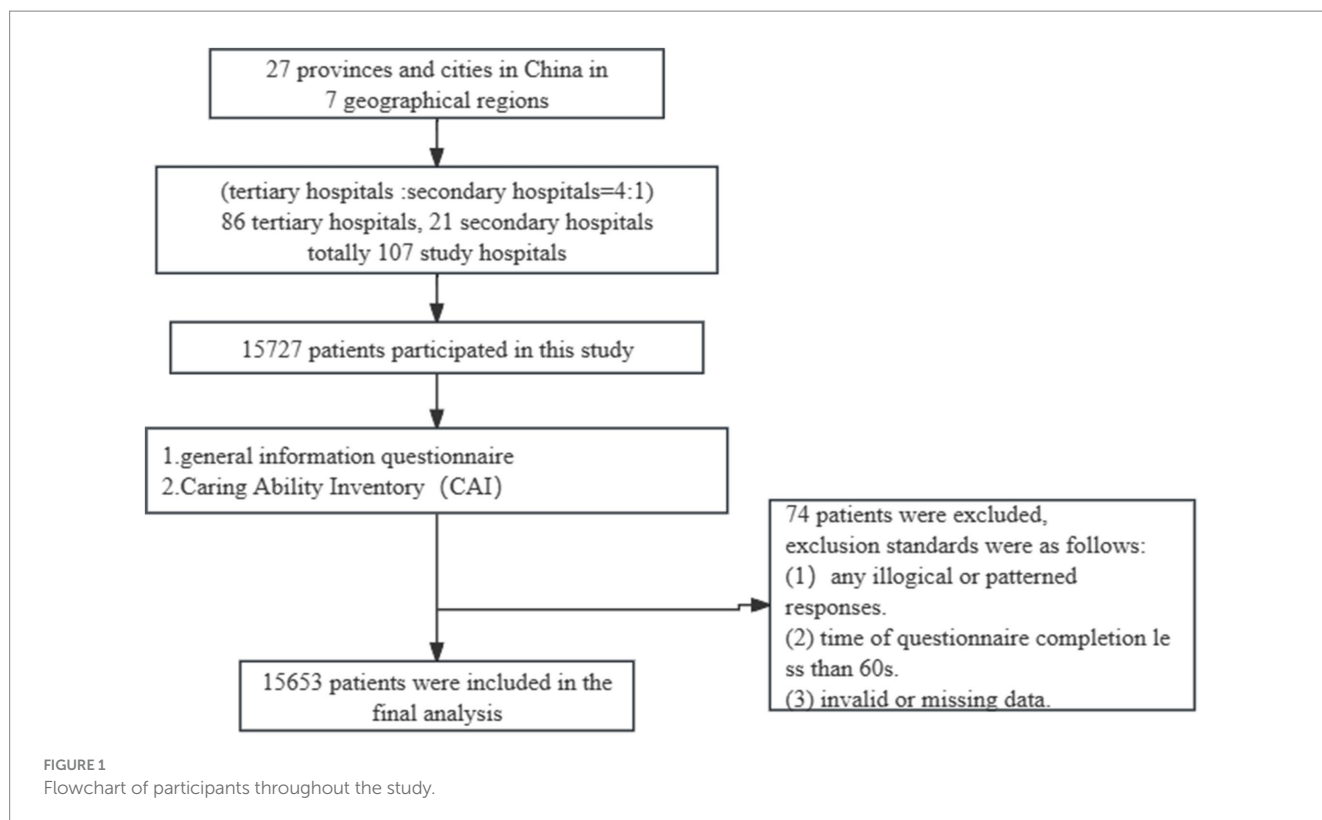 27 provinces and cities in China in
7 geographical regions
(tertiary hospitals :secondary hospitals=4:1)
86 tertiary hospitals, 21 secondary hospitals
totally 107 study hospitals
15727 patients participated in this study
1.general information questionnaire
2.Caring Ability Inventory（CAI）
74 patients were excluded,
exclusion standards were as follows:
(1） any illogical or patterned
responses.
(2) time of questionnaire completion le
ss than 60s.
(3) invalid or missing data.
15653 patients were included in the
final analysis
FIGURE 1
Flowchart of participants throughout the study.